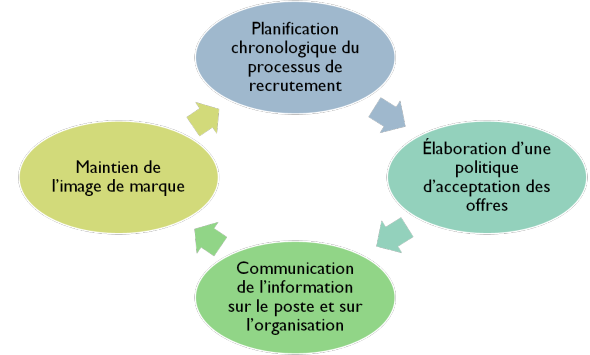 Planification
chronologique du
processus de
recrutement
Élaboration d'une
politique
d'acceptation des
offres
Communication
de l'information
sur le poste et sur
l'organisation
Maintien de
l'image de marque